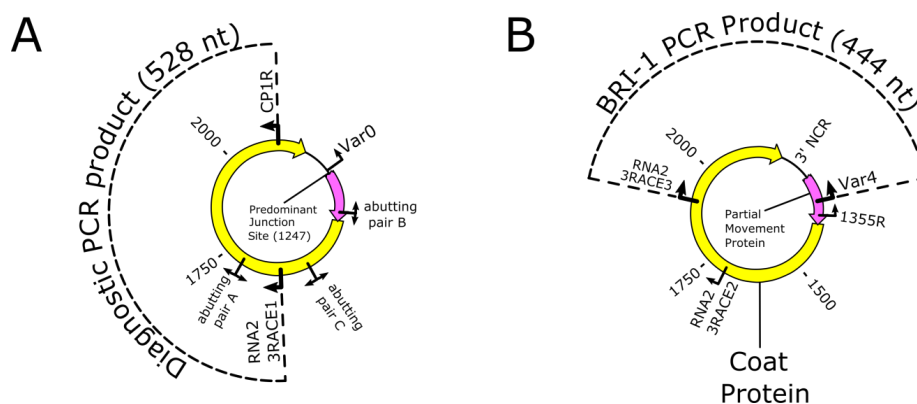 A
Diagnostic PCR product (528 nt)
CP1R
2000
Var0
Predominant
Junction
Site (1247)
abutting
pair B
1750
abutting
pair A
RNA2
3RACE1
abutting
pair C
B
BRI-1 PCR Product (444 nt)
2000
3' NCR
RNA2
3RACE3
Var4
Partial
Movement
Protein
1355R
1750
RNA2
3RACE2
1500
Coat
Protein